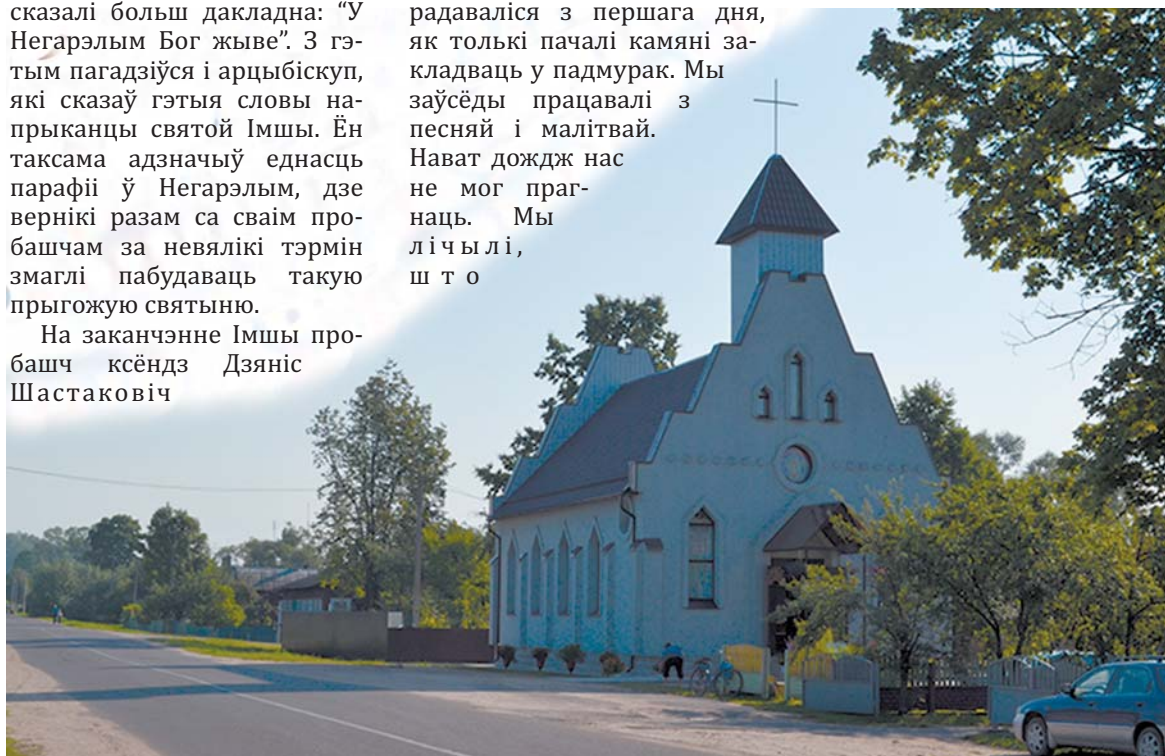 сказалі больш дакладна: “У
Негарэлым Бог жыве”. З гэ-
тым пагадзіўся і арцыбіскуп,
які сказаў гэтыя словы на-
прыканцы святой Імшы. Ён
таксама адзначыў еднасць
парафіі ў Негарэлым, дзе
вернікі разам са сваім про-
башчам за невялікі тэрмін
змаглі пабудаваць такую
прыгожую святыню.
На заканчэнне Імшы про-
башч ксёндз Дзяніс
Шастаковіч
радаваліся з першага дня,
як толькі пачалі камяні за-
кладваць у падмурак. Мы
заўсёды працавалі з
песняй і малітвай.
Нават дождж нас
не мог праг-
наць. Мы
лічылі,
што